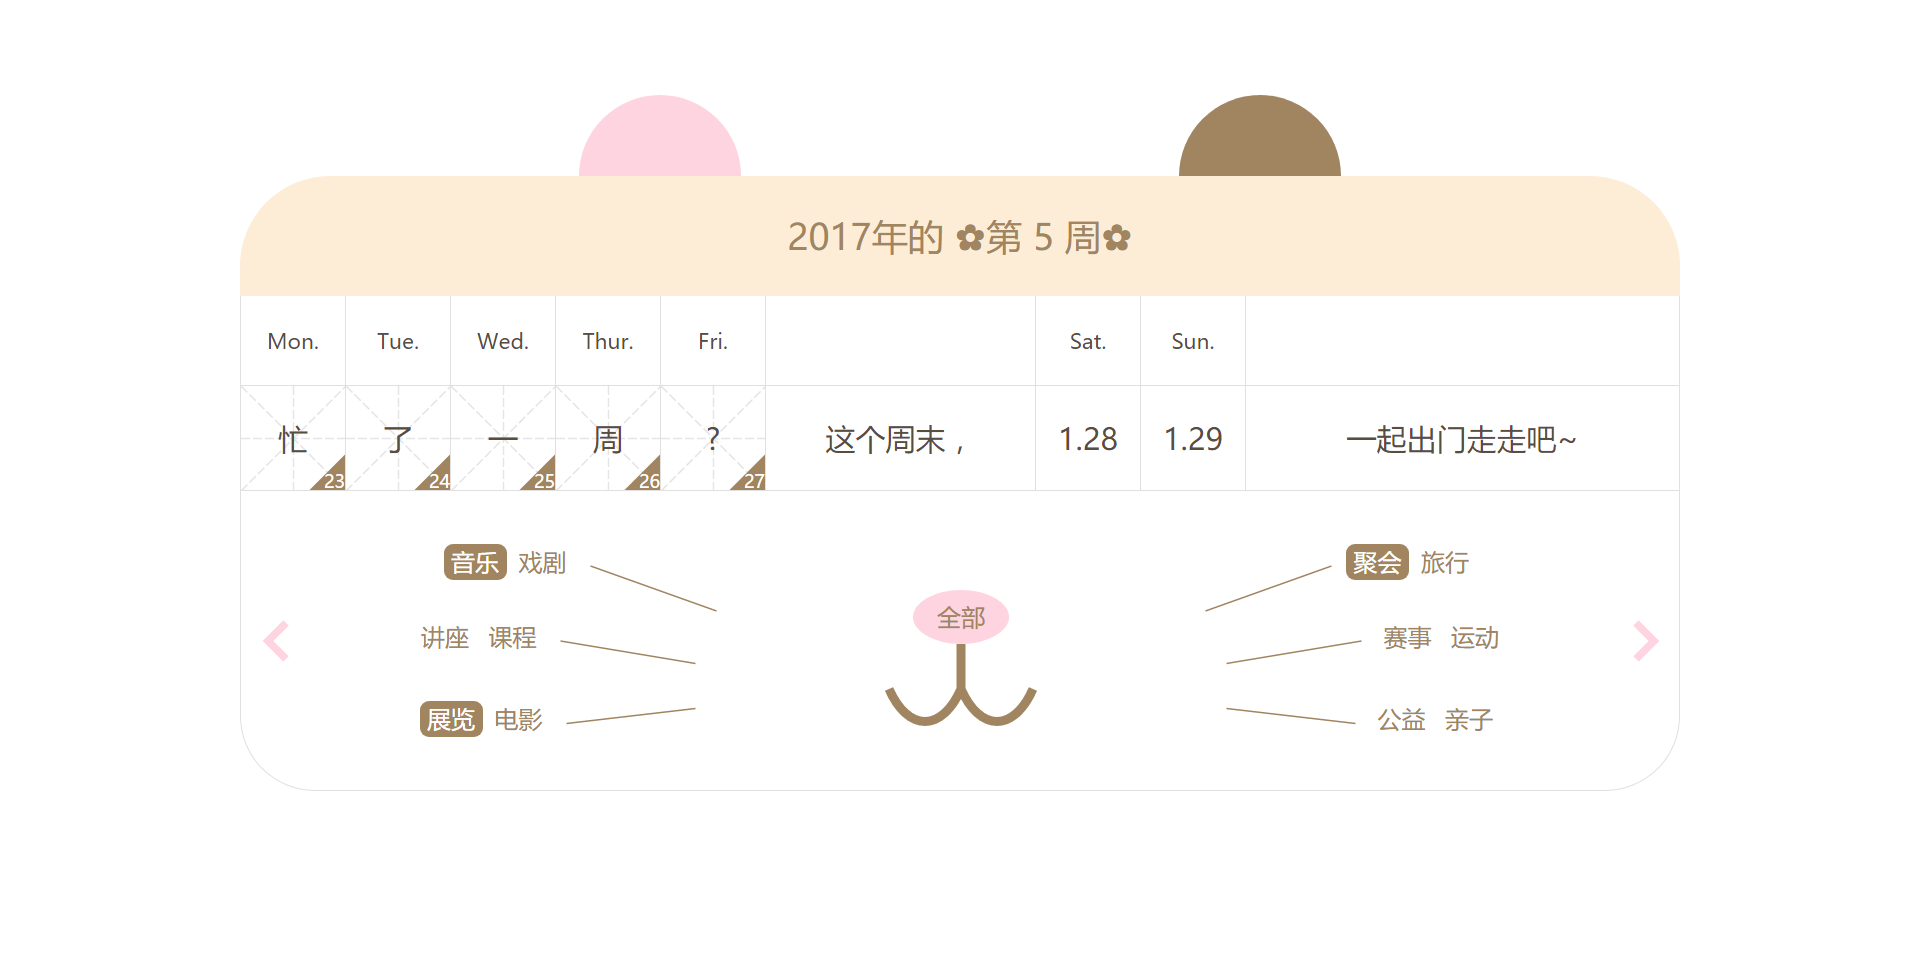 2017年的 ✿第 5 周✿
Mon. Tue. Wed. Thur. Fri. Sat. Sun.
忙 了 一 周 ? 这个周末， 1.28 1.29 一起出门走走吧~
23 24 25 26 27
音乐 戏剧 聚会 旅行
全部
讲座 课程 赛事 运动
展览 电影 公益 亲子